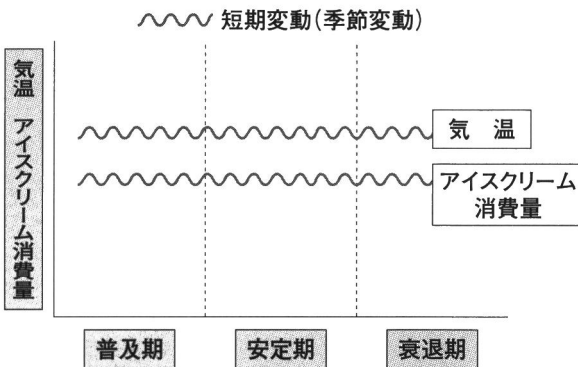 短期変動(季節変動)
気温 アイスクリーム消費量
気 温
アイスクリーム
消費量
普及期
安定期
衰退期